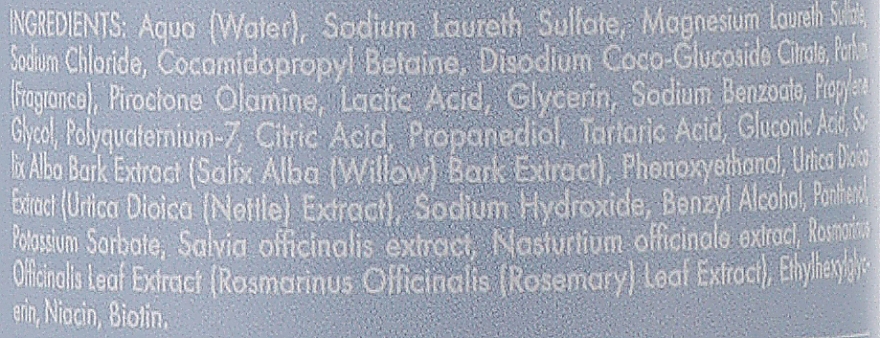 INGREDIENTS: Aqua (Water), Sodium Laureth Sulfate, Magnesium Laureth Sulfate,
Sodium Chloride, Cocamidopropyl Betaine, Disodium Coco-Glucoside Citrate, Parfum
(Fragrance), Piroctone Olamine, Lactic Acid, Glycerin, Sodium Benzoate, Propylene
Glycol, Polyquaternium-7, Citric Acid, Propanediol, Tartaric Acid, Gluconic Acid, Sa-
lix Alba Bark Extract (Salix Alba (Willow) Bark Extract), Phenoxyethanol, Urtica Dioica
Extract (Urtica Dioica (Nettle) Extract), Sodium Hydroxide, Benzyl Alcohol, Panthenol,
Potassium Sorbate, Salvia officinalis extract, Nasturtium officinale extract, Rosmarinus
Officinalis Leaf Extract (Rosmarinus Officinalis (Rosemary) Leaf Extract), Ethylhexylglyc-
erin, Niacin, Biotin.